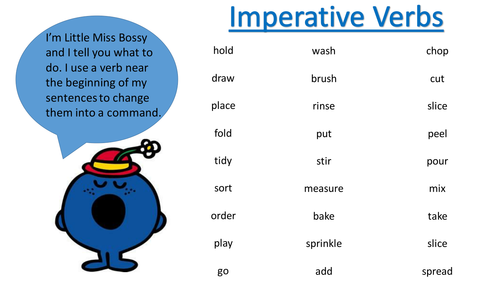 Imperative Verbs
I'm Little Miss Bossy
and I tell you what to
do. I use a verb near
the beginning of my
sentences to change
them into a command.
hold wash chop
draw brush cut
place rinse slice
fold put peel
tidy stir pour
sort measure mix
order bake take
play sprinkle slice
go add spread